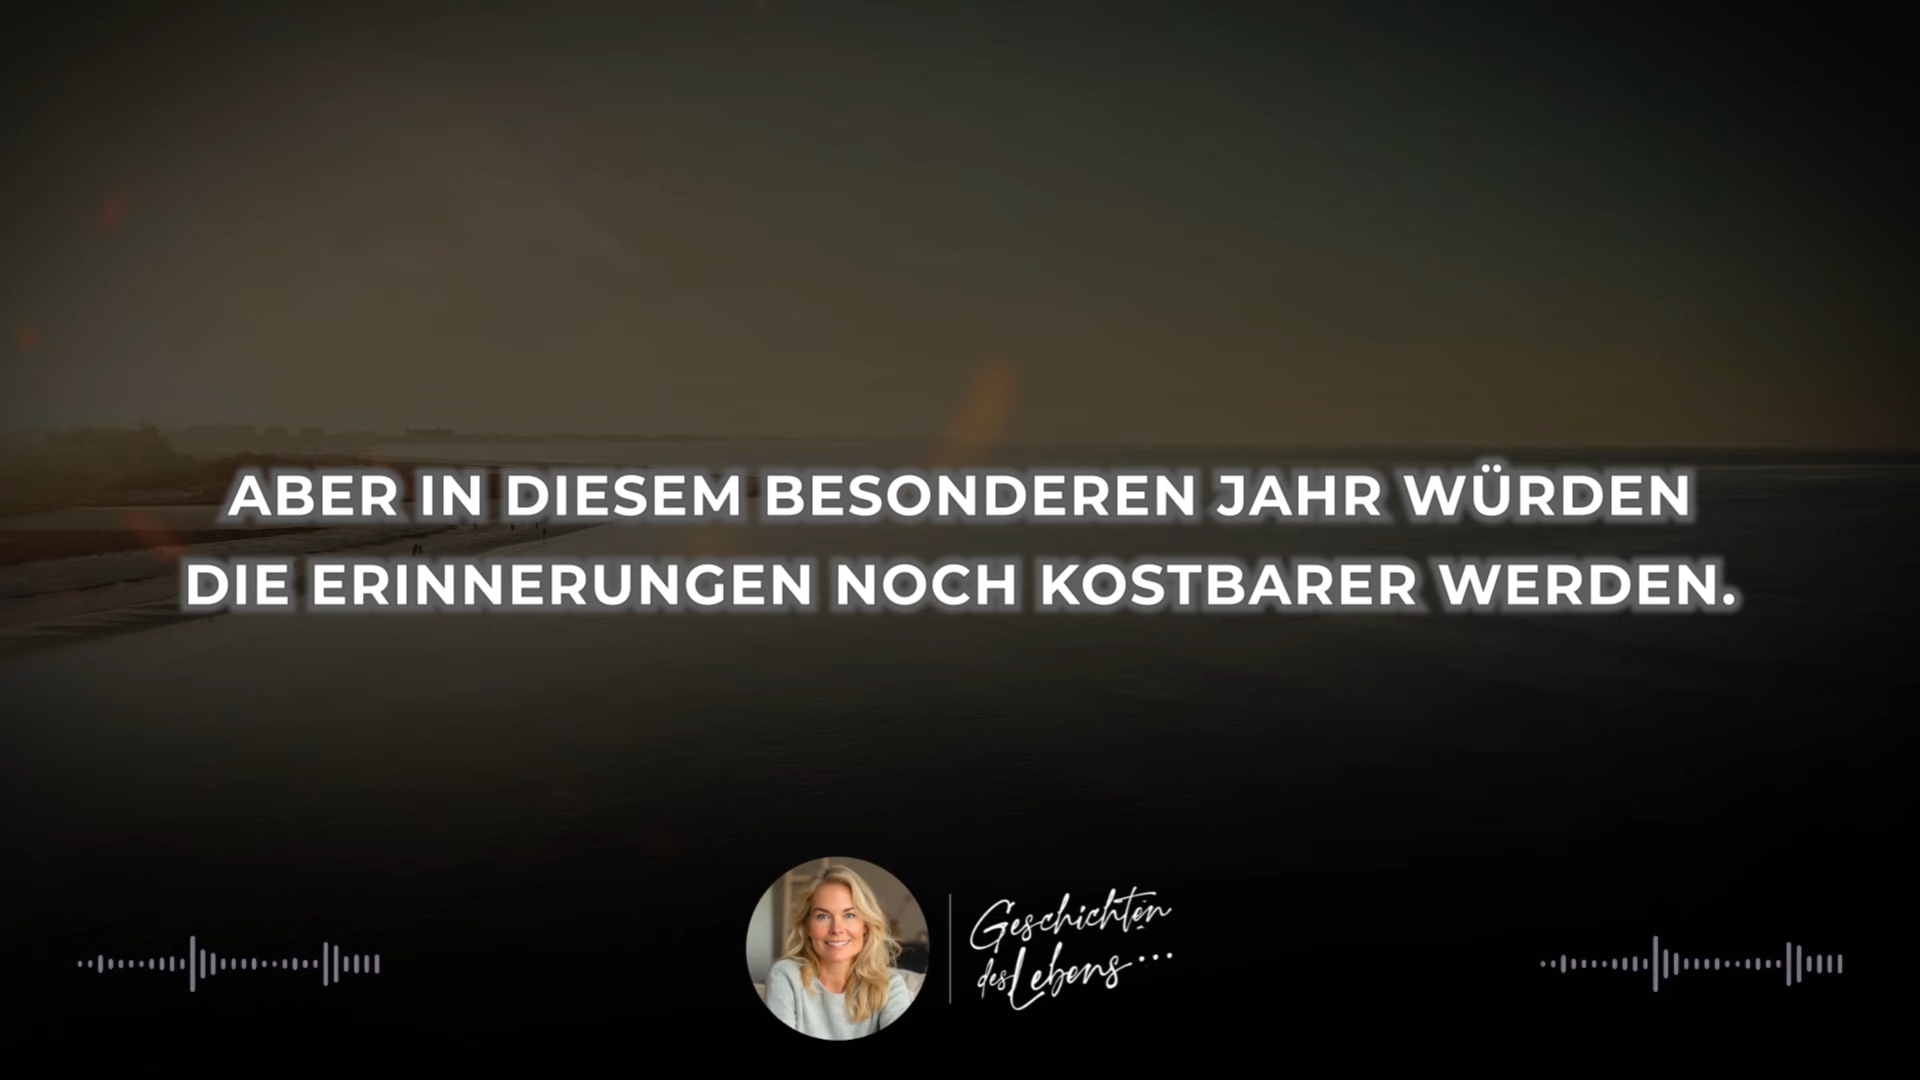 ABER IN DIESEM BESONDEREN JAHR WÜRDEN
DIE ERINNERUNGEN NOCH KOSTBARER WERDEN.
Geschichten
des Lebens...